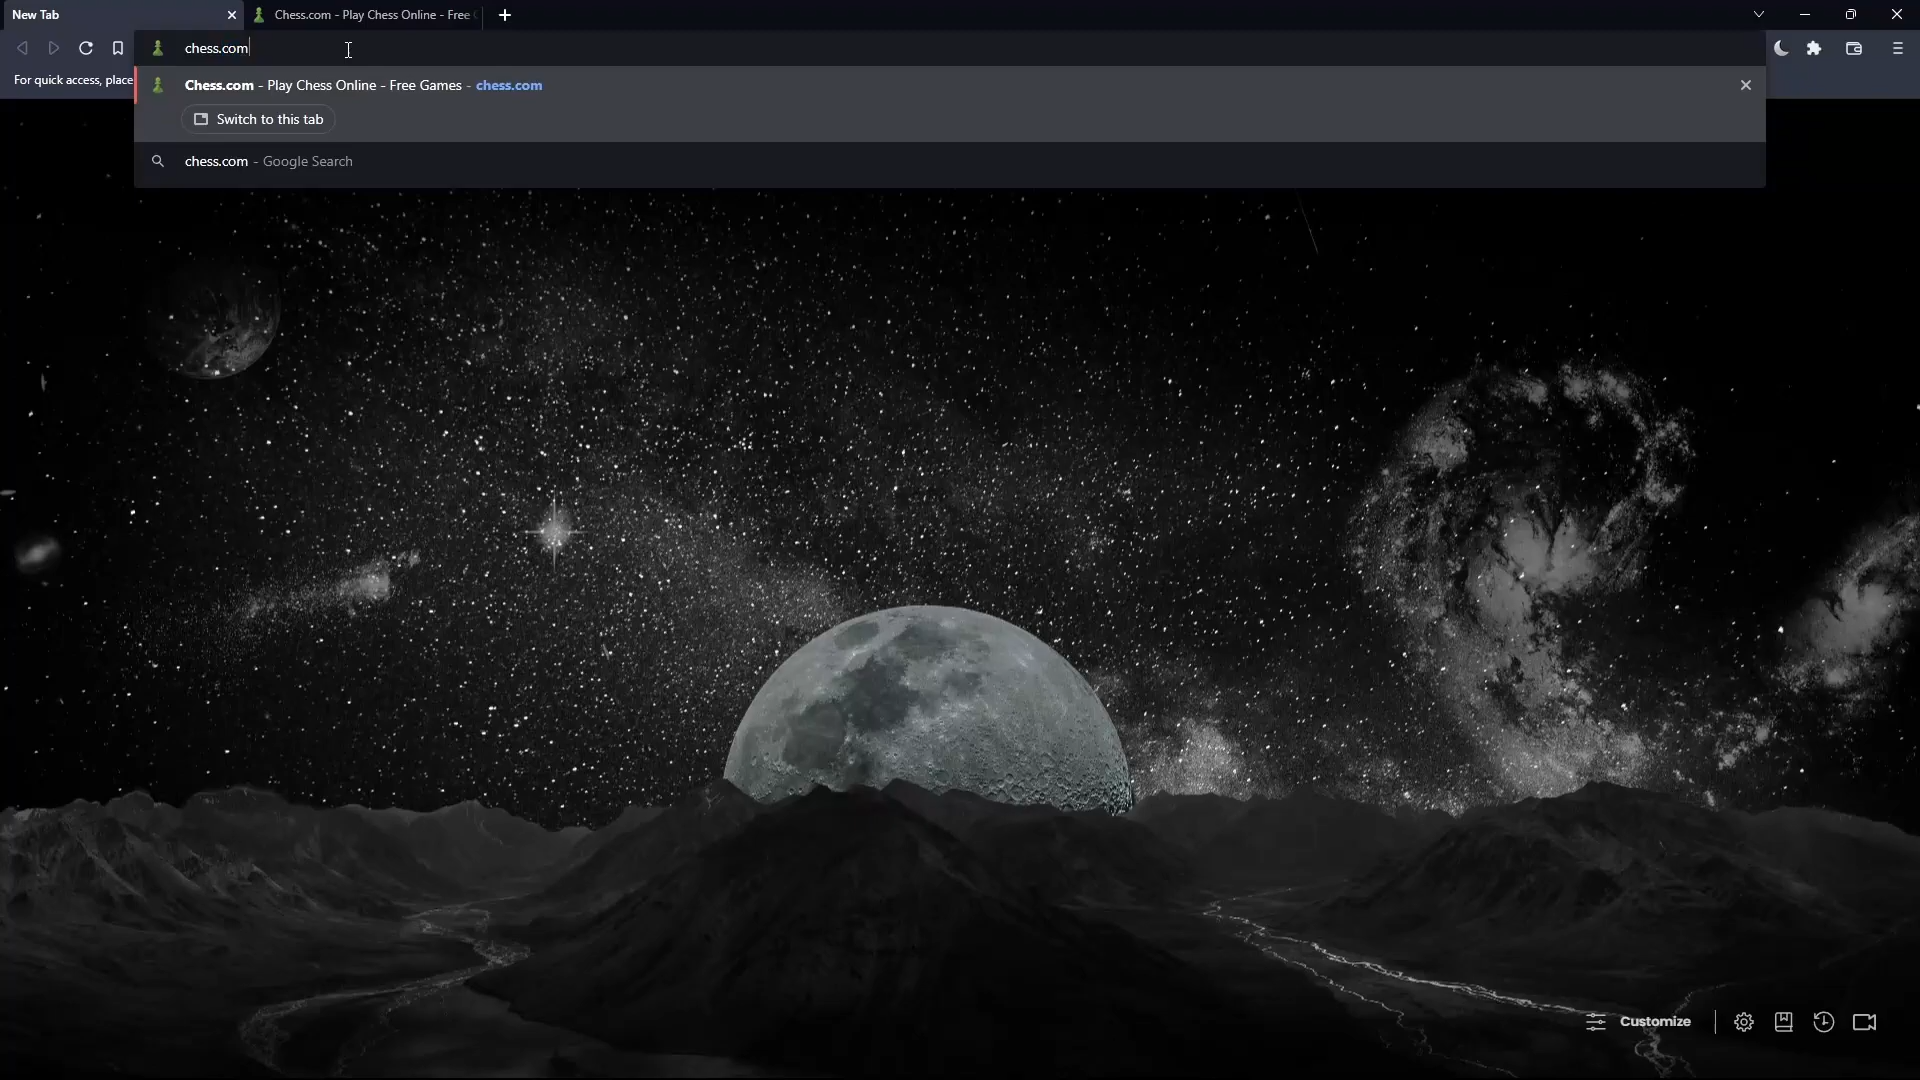 New Tab
Chess.com - Play Chess Online - Free
chess.com
For quick access, place
Chess.com - Play Chess Online - Free Games - chess.com
Switch to this tab
chess.com - Google Search
Customize